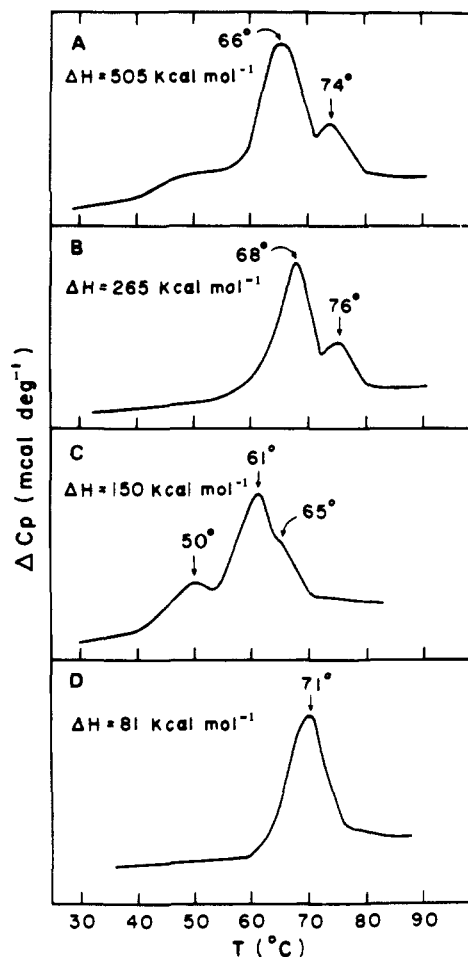 A
66°
ΔH = 505 Kcal mol⁻¹
74°
B
68°
ΔH = 265 Kcal mol⁻¹
76°
C
61°
ΔH = 150 Kcal mol⁻¹
65°
50°
D
71°
ΔH = 81 Kcal mol⁻¹
ΔCp (mcal deg⁻¹)
30 40 50 60 70 80 90
T (°C)